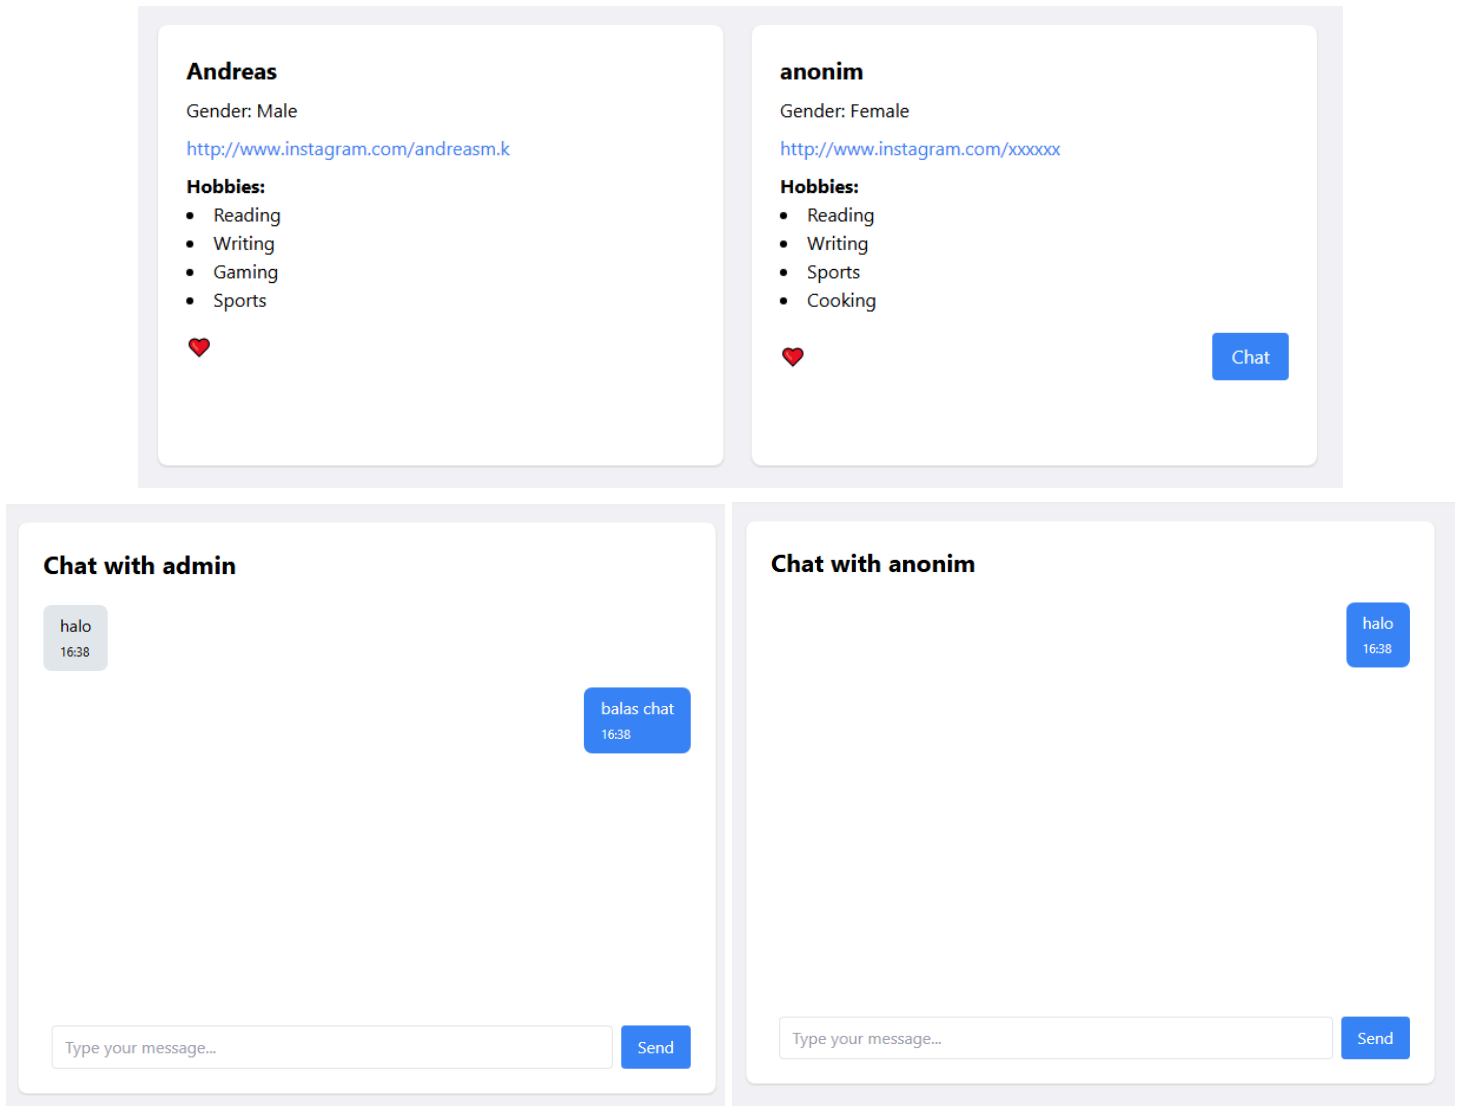 Andreas
Gender: Male
http://www.instagram.com/andreasm.k
Hobbies:
Reading
Writing
Gaming
Sports
anonim
Gender: Female
http://www.instagram.com/xxxxxx
Hobbies:
Reading
Writing
Sports
Cooking
Chat
Chat with admin
halo
16:38
balas chat
16:38
Type your message...
Send
Chat with anonim
halo
16:38
Type your message...
Send